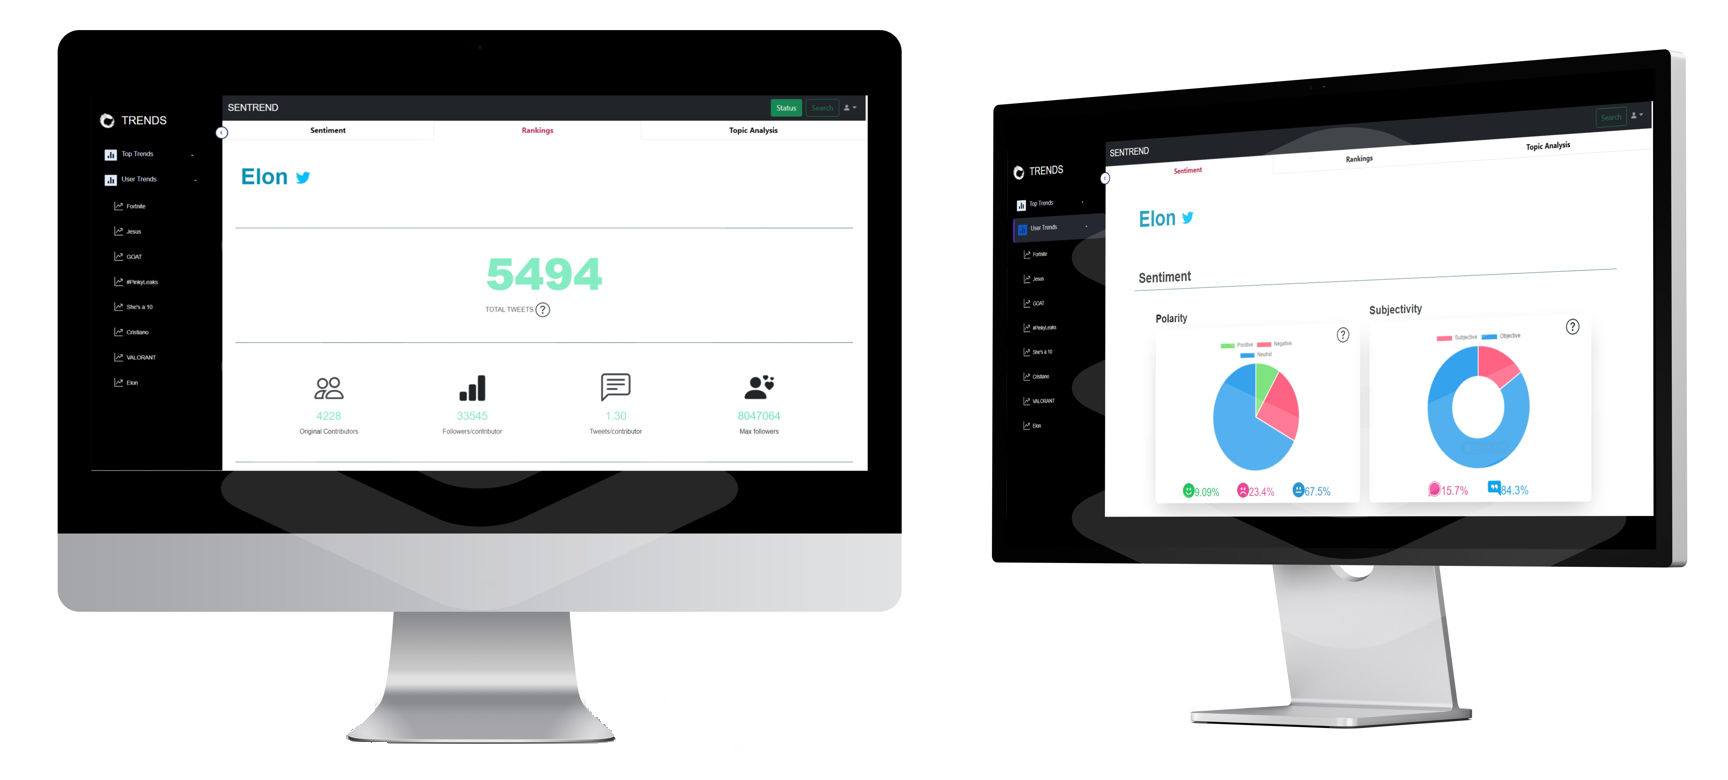 SENTREND
Status
Search
TRENDS
Sentiment
Rankings
Topic Analysis
Top Trends
User Trends
Fortnite
Jesus
GOAT
#PinkyLeaks
She's a 10
Cristiano
VALORANT
Elon
Elon
5494
TOTAL TWEETS ?
4228
Original Contributors
33545
Followers/contributor
1.30
Tweets/contributor
8047064
Max followers
SENTREND
Search
TRENDS
Sentiment
Rankings
Topic Analysis
Top Trends
User Trends
Fortnite
Jesus
GOAT
#PinkyLeaks
She's a 10
Cristiano
VALORANT
Elon
Elon
Sentiment
Polarity
?
Positive
Negative
Neutral
9.09%
23.4%
67.5%
Subjectivity
?
Subjective
Objective
15.7%
84.3%